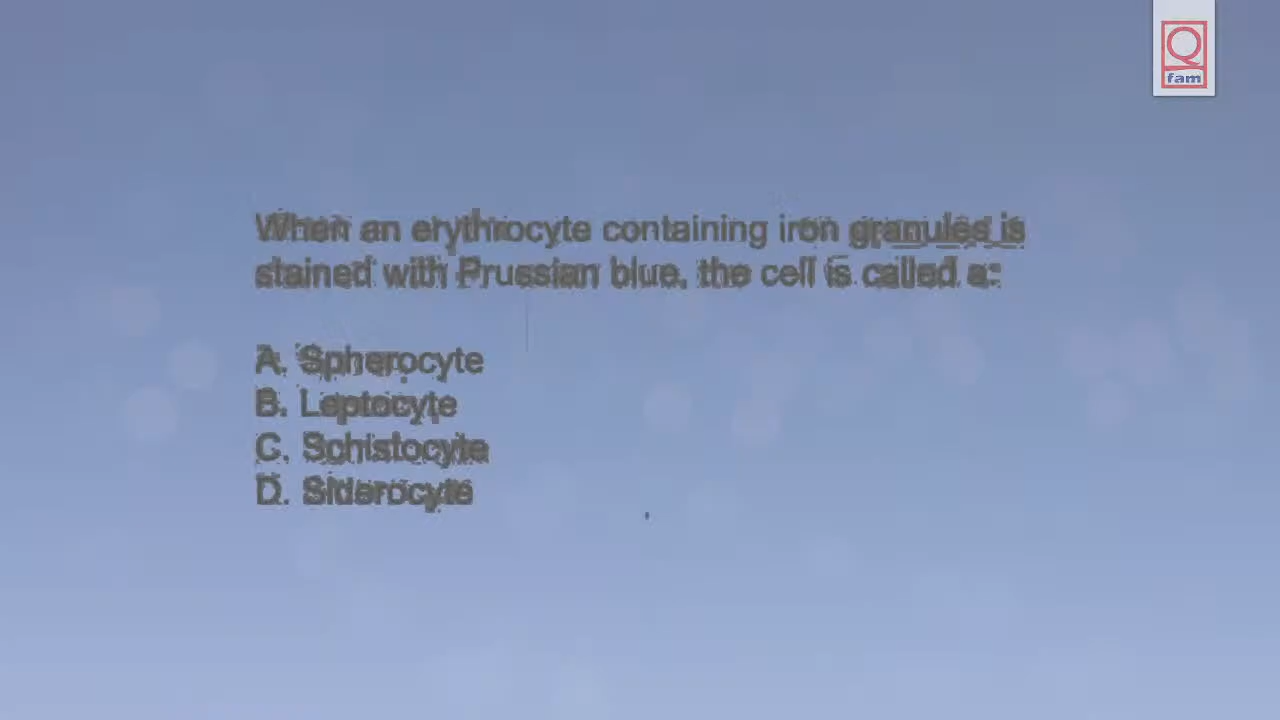 Q
fam
When an erythrocyte containing iron granules is
stained with Prussian blue, the cell is called a:
A. Spherocyte
B. Leptocyte
C. Schistocyte
D. Siderocyte